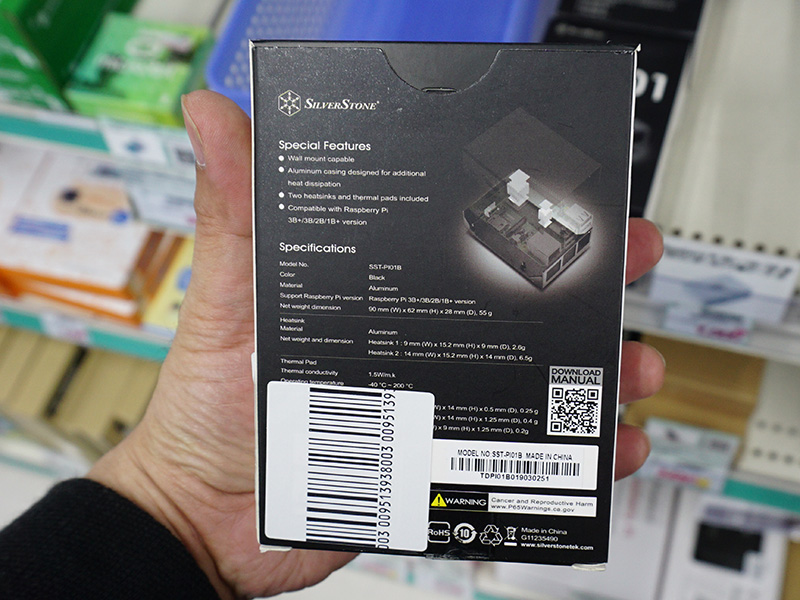 SILVERSTONE®
Special Features
Wall mount capable
Aluminum casing designed for additional
heat dissipation
Two heatsinks and thermal pads included
Compatible with Raspberry Pi
3B+/3B/2B/1B+ version
Specifications
Model No. SST-PI01B
Color Black
Material Aluminum
Support Raspberry Pi version Raspberry Pi 3B+/3B/2B/1B+ version
Net weight dimension 90 mm (W) x 62 mm (H) x 28 mm (D), 55 g
Heatsink
Material Aluminum
Net weight and dimension Heatsink 1 : 9 mm (W) x 15.2 mm (H) x 9 mm (D), 2.6g
Heatsink 2 : 14 mm (W) x 15.2 mm (H) x 14 mm (D), 6.5g
Thermal Pad
Thermal conductivity 1.5W/m.k
Operating temperature -40 °C ~ 200 °C
W) x 14 mm (H) x 0.5 mm (D), 0.25 g
W) x 14 mm (H) x 1.25 mm (D), 0.4 g
) x 9 mm (H) x 1.25 mm (D), 0.2g
DOWNLOAD
MANUAL
003 0095139380003 00951397
MODEL NO:SST-PI01B MADE IN CHINA
TDPI01B019030251
WARNING Cancer and Reproductive Harm
www.P65Warnings.ca.gov
RoHS 10 Made in China
G11235490
www.silverstonetek.com
01